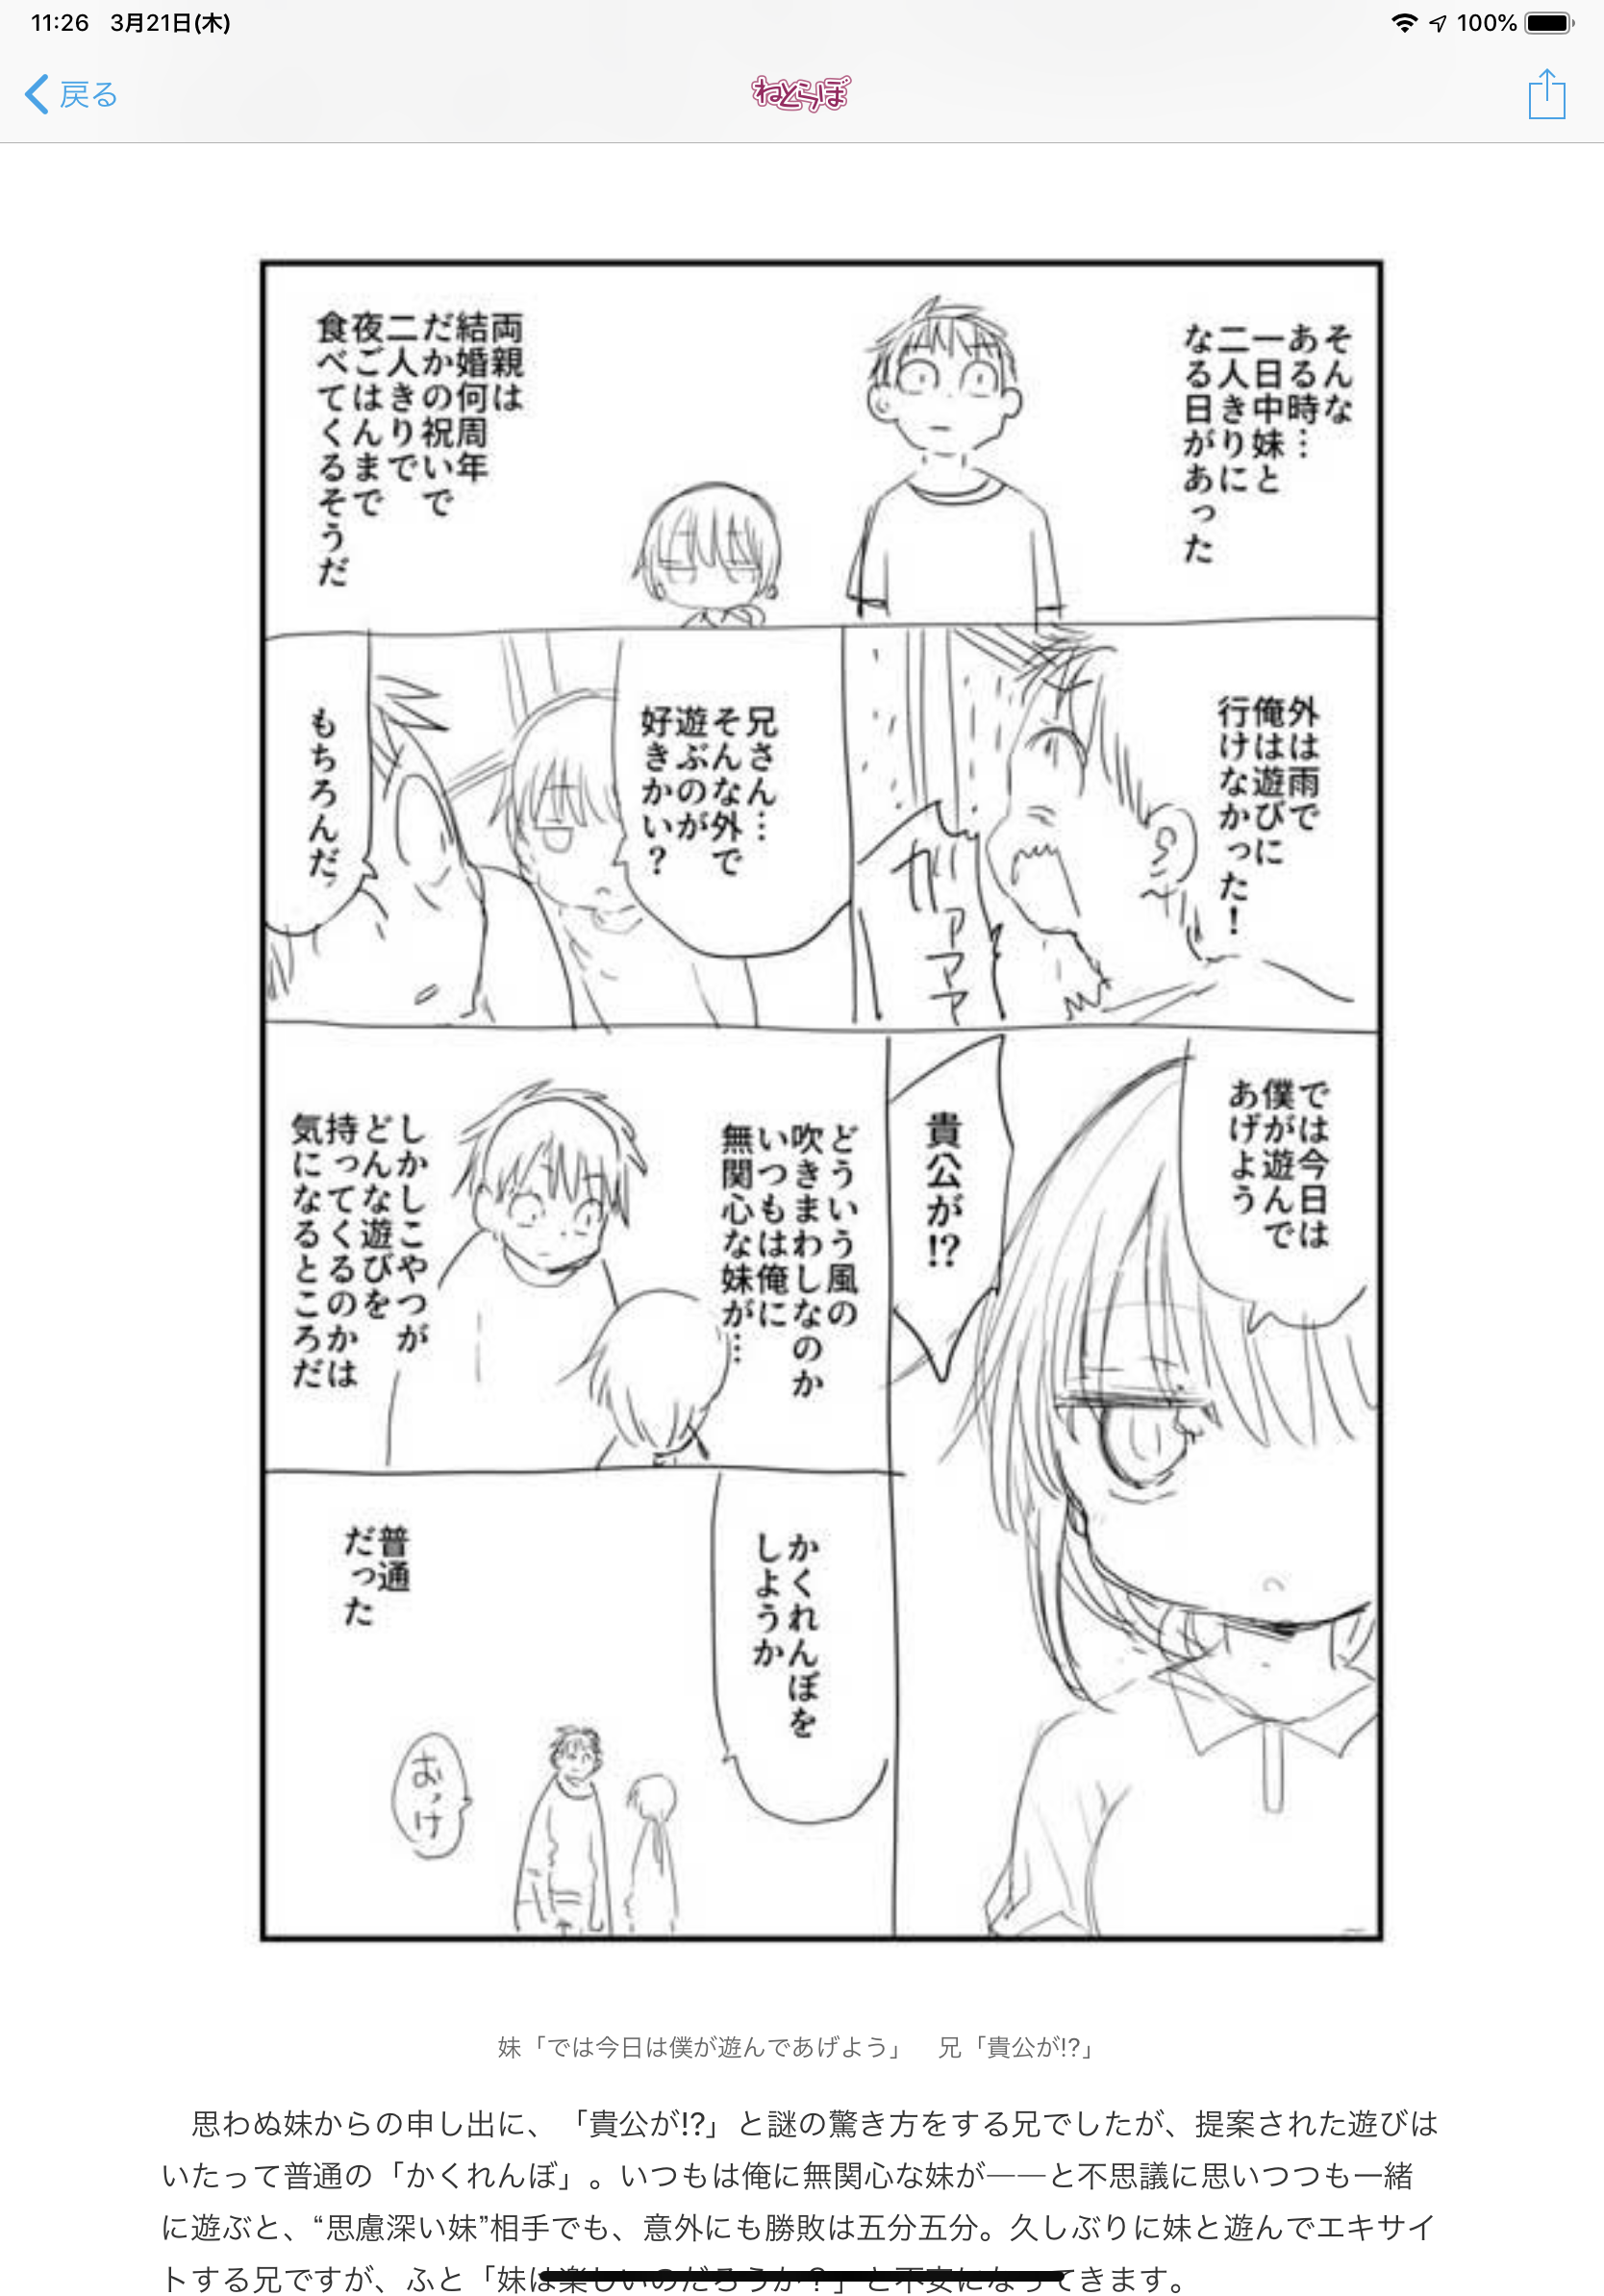 11:26 3月21日(木)
100%
戻る
ねとらぼ
そんな
ある時…
一日中妹と
二人きりに
なる日があった
両親は
結婚何周年
だかの祝いで
二人きりで
夜ごはんまで
食べてくるそうだ
外は雨で
俺は遊びに
行けなかった！
ガァァァ
兄さん…
そんな外で
遊ぶのが
好きかい？
もちろんだ
では今日は
僕が遊んで
あげよう
貴公が!?
どういう風の
吹きまわしなのか
いつもは俺に
無関心な妹が…
しかしこやつが
どんな遊びを
持ってくるのかは
気になるところだ
かくれんぼを
しようか
普通
だった
おっけ
妹「では今日は僕が遊んであげよう」　兄「貴公が!?」
思わぬ妹からの申し出に、「貴公が!?」と謎の驚き方をする兄でしたが、提案された遊びは
いたって普通の「かくれんぼ」。いつもは俺に無関心な妹が――と不思議に思いつつも一緒
に遊ぶと、“思慮深い妹”相手でも、意外にも勝敗は五分五分。久しぶりに妹と遊んでエキサイ
トする兄ですが、ふと「妹は楽しいのだろうか？」と不安になってきます。